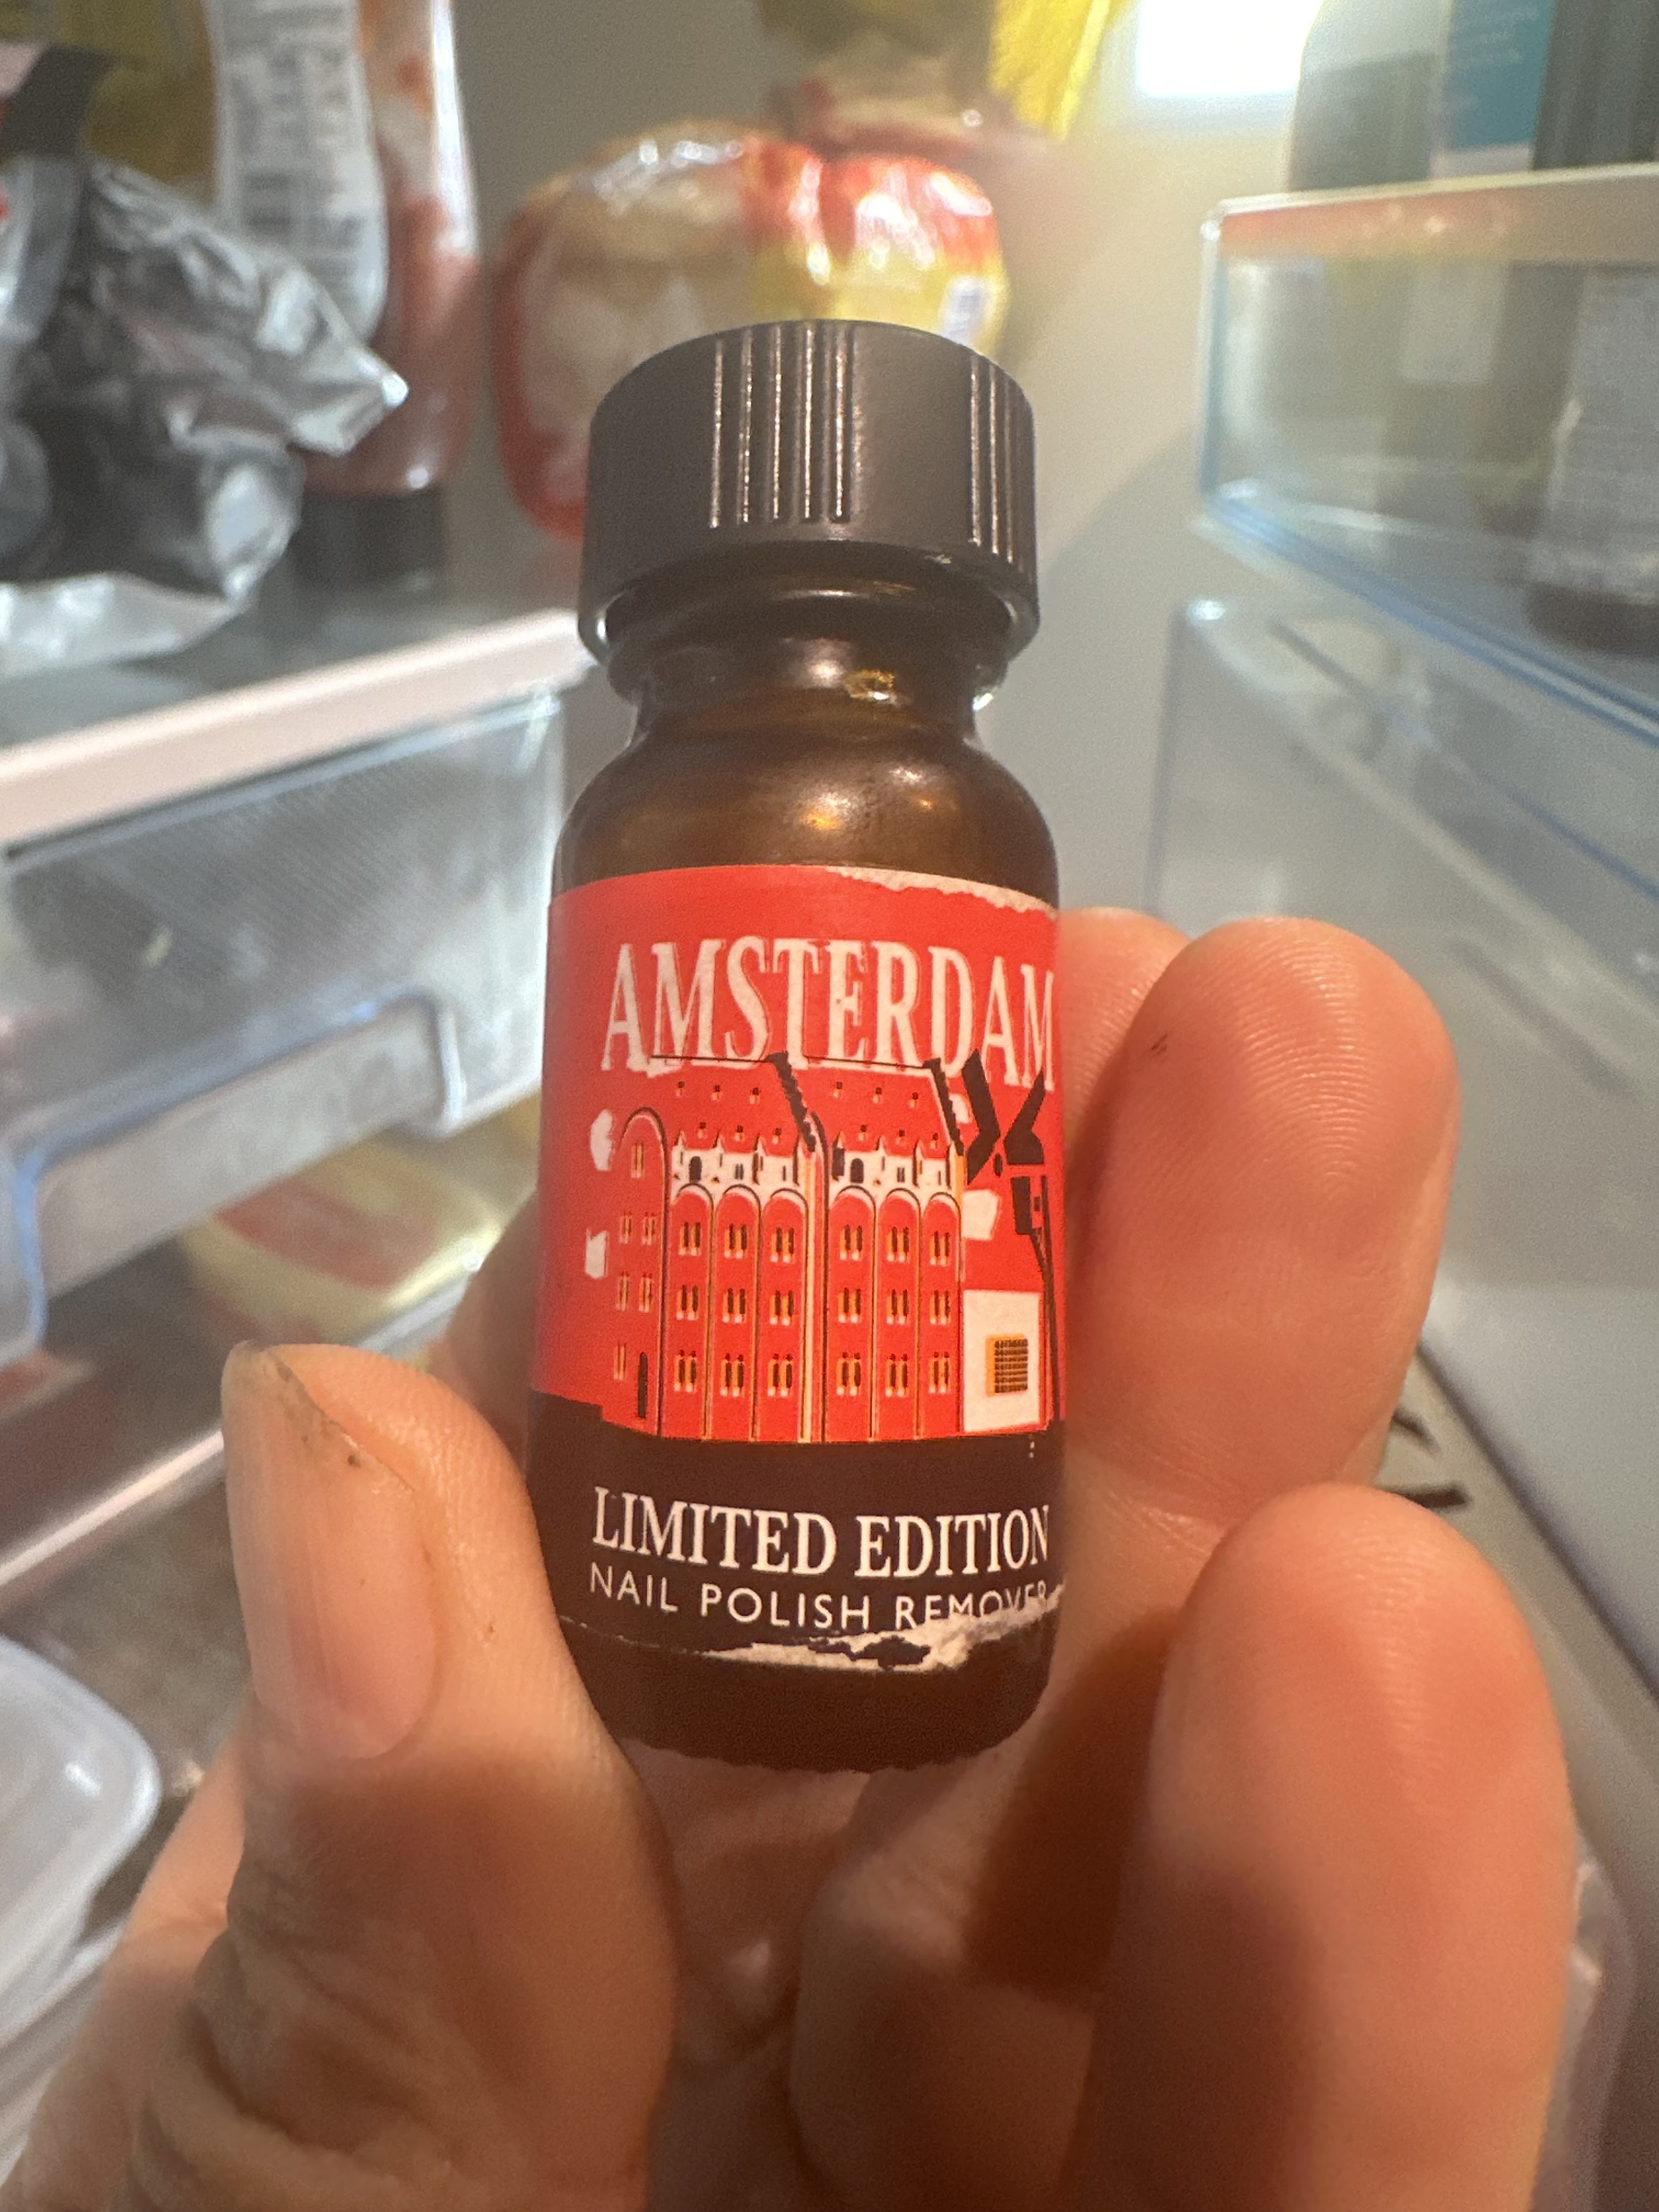 AMSTERDAM
LIMITED EDITION
NAIL POLISH REMOVER